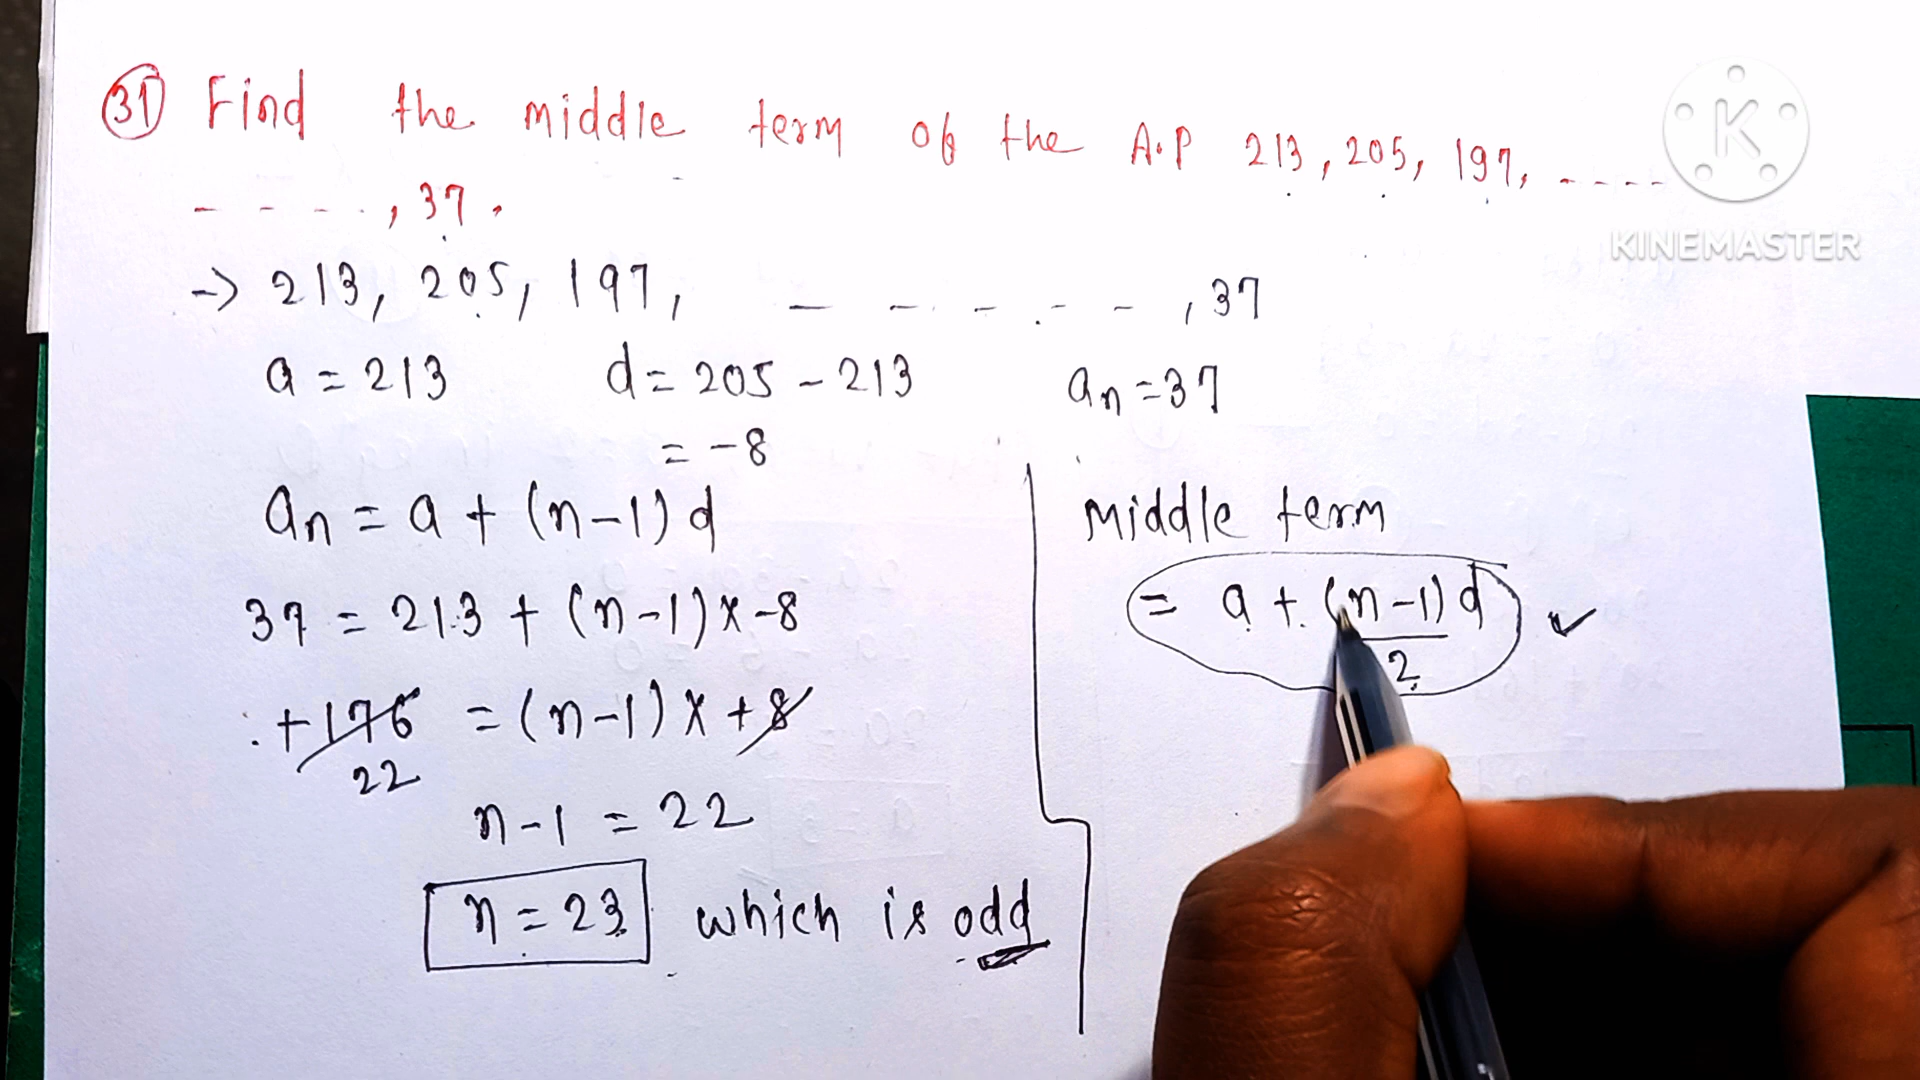 31 Find the middle term of the A.P 213, 205, 197, ----
- - - -, 37.
→ 213, 205, 197, - - - - -, 37
a = 213 d = 205 - 213 an = 37
= -8
an = a + (n-1)d
37 = 213 + (n-1)x-8
+176 = (n-1)x+8
22
n-1 = 22
n = 23 which is odd
Middle term
= a + (n-1)d ✓
2
K
KINEMASTER